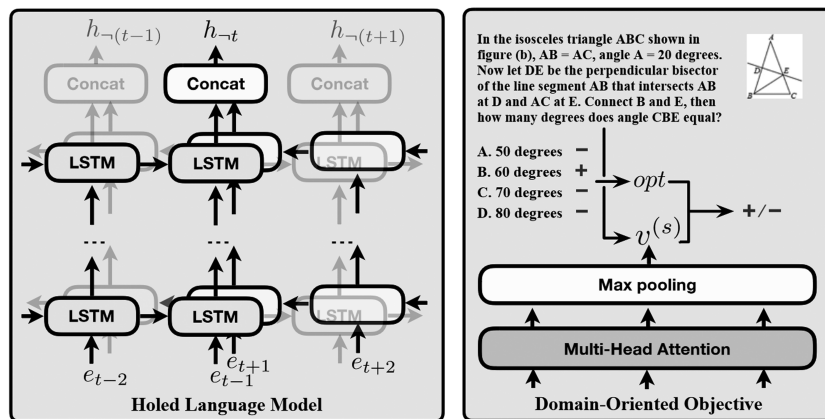 h¬(t−1) h¬t h¬(t+1)
Concat Concat Concat
LSTM LSTM LSTM
···· ···· ····
LSTM LSTM LSTM
e_{t−2} e_{t−1} e_{t+1} e_{t+2}
Holed Language Model
In the isosceles triangle ABC shown in
figure (b), AB = AC, angle A = 20 degrees.
Now let DE be the perpendicular bisector
of the line segment AB that intersects AB
at D and AC at E. Connect B and E, then
how many degrees does angle CBE equal?
A
D E
B C
A. 50 degrees −
B. 60 degrees +
C. 70 degrees −
D. 80 degrees −
opt
+/−
v^{(s)}
Max pooling
Multi-Head Attention
Domain-Oriented Objective